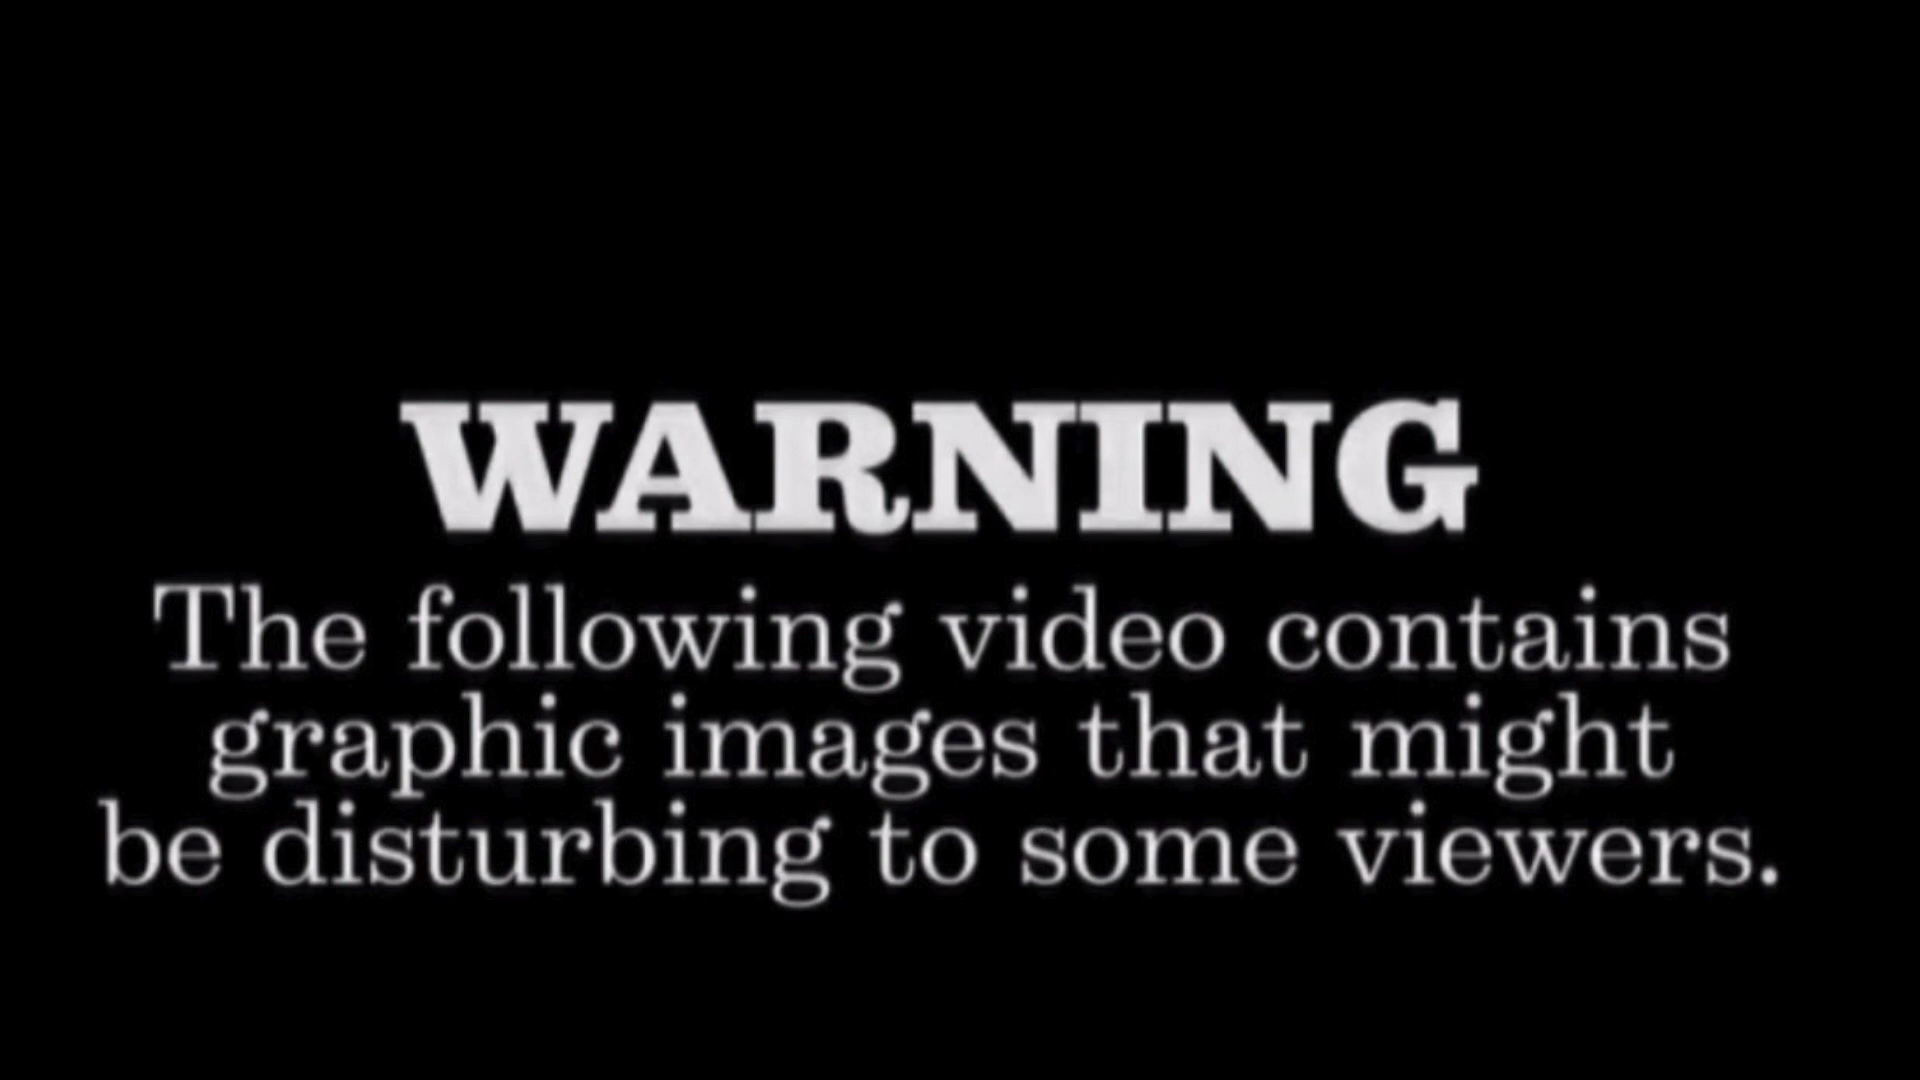 WARNING
The following video contains
graphic images that might
be disturbing to some viewers.